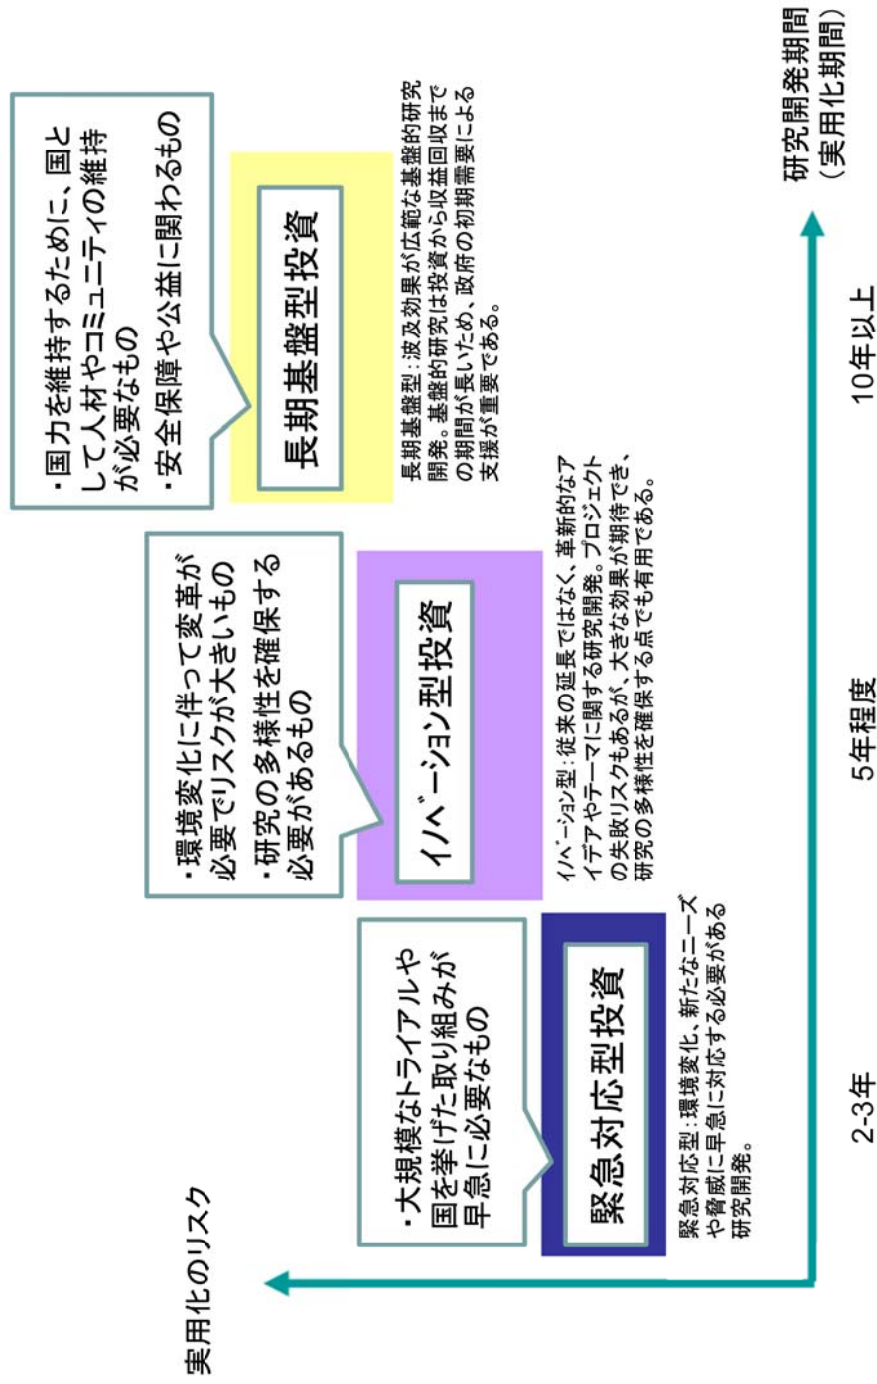 実用化のリスク
・大規模なトライアルや
国を挙げた取り組みが
早急に必要なもの
緊急対応型投資
緊急対応型:環境変化、新たなニーズ
や脅威に早急に対応する必要がある
研究開発。
・環境変化に伴って変革が
必要でリスクが大きいもの
・研究の多様性を確保する
必要があるもの
イノベーション型投資
イノベーション型:従来の延長ではなく、革新的なア
イデアやテーマに関する研究開発。プロジェクト
の失敗リスクもあるが、大きな効果が期待でき、
研究の多様性を確保する点でも有用である。
・国力を維持するために、国と
して人材やコミュニティの維持
が必要なもの
・安全保障や公益に関わるもの
長期基盤型投資
長期基盤型:波及効果が広範な基盤的研究
開発。基盤的研究は投資から収益回収まで
の期間が長いため、政府の初期需要による
支援が重要である。
2-3年
5年程度
10年以上
研究開発期間
(実用化期間)